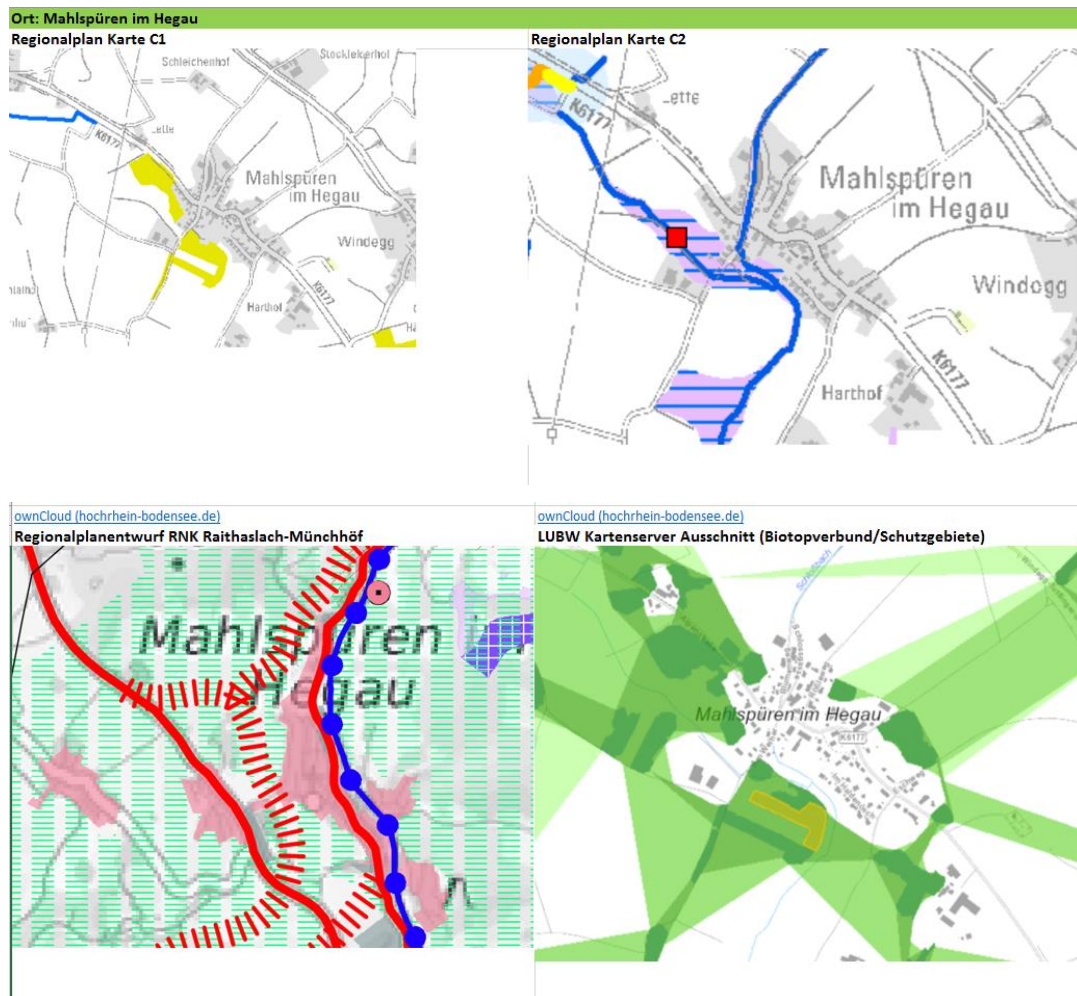 Ort: Mahlspüren im Hegau
Regionalplan Karte C1
Regionalplan Karte C2
Schleichenhof
K6177
Mahlspüren
im Hegau
Windegg
Harthof
K6177
K6177
Mahlspüren
im Hegau
Windegg
Harthof
K6177
ownCloud (hochrhein-bodensee.de)
ownCloud (hochrhein-bodensee.de)
Regionalplanentwurf RNK Raithaslach-Münchhöf
LUBW Kartenserver Ausschnitt (Biotopverbund/Schutzgebiete)
Mahlspüren
Hegau
Mahlspüren im Hegau
K6177